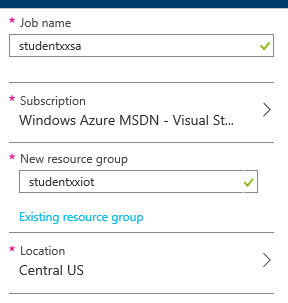 * Job name
studentxxsa
* Subscription
Windows Azure MSDN - Visual St...
* New resource group
studentxxiot
Existing resource group
* Location
Central US